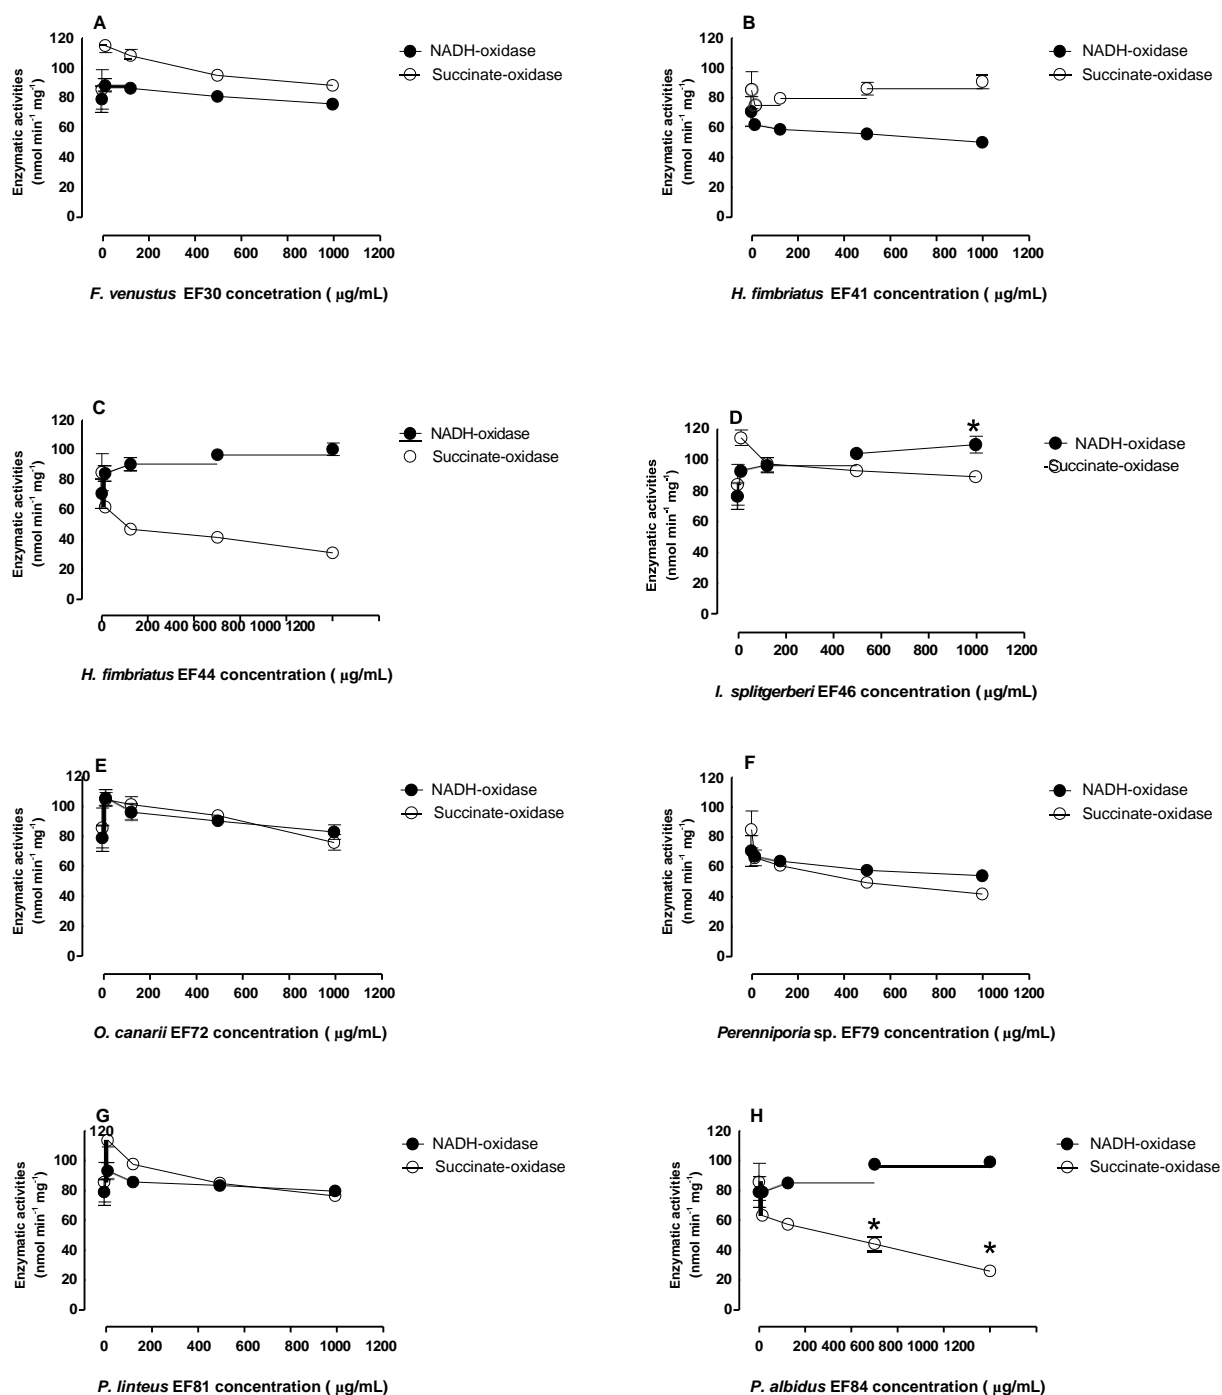 A
120
100
80
60
40
20
0
Enzymatic activities
(nmol min-1 mg-1)
NADH-oxidase
Succinate-oxidase
0 200 400 600 800 1000 1200
F. venustus EF30 concetration ( µg/mL)
B
120
100
80
60
40
20
0
Enzymatic activities
(nmol min-1 mg-1)
NADH-oxidase
Succinate-oxidase
0 200 400 600 800 1000 1200
H. fimbriatus EF41 concentration ( µg/mL)
C
120
100
80
60
40
20
0
Enzymatic activities
(nmol min-1 mg-1)
NADH-oxidase
Succinate-oxidase
0 200 400 600 800 1000 1200
H. fimbriatus EF44 concentration ( µg/mL)
D
120
100
80
60
40
20
0
Enzymatic activities
(nmol min-1 mg-1)
*
NADH-oxidase
Succinate-oxidase
0 200 400 600 800 1000 1200
I. splitgerberi EF46 concentration ( µg/mL)
E
120
100
80
60
40
20
0
Enzymatic activities
(nmol min-1 mg-1)
NADH-oxidase
Succinate-oxidase
0 200 400 600 800 1000 1200
O. canarii EF72 concentration ( µg/mL)
F
120
100
80
60
40
20
0
Enzymatic activities
(nmol min-1 mg-1)
NADH-oxidase
Succinate-oxidase
0 200 400 600 800 1000 1200
Perenniporia sp. EF79 concentration ( µg/mL)
G
120
100
80
60
40
20
0
Enzymatic activities
(nmol min-1 mg-1)
NADH-oxidase
Succinate-oxidase
0 200 400 600 800 1000 1200
P. linteus EF81 concentration ( µg/mL)
H
120
100
80
60
40
20
0
Enzymatic activities
(nmol min-1 mg-1)
NADH-oxidase
Succinate-oxidase
*
*
0 200 400 600 800 1000 1200
P. albidus EF84 concentration ( µg/mL)